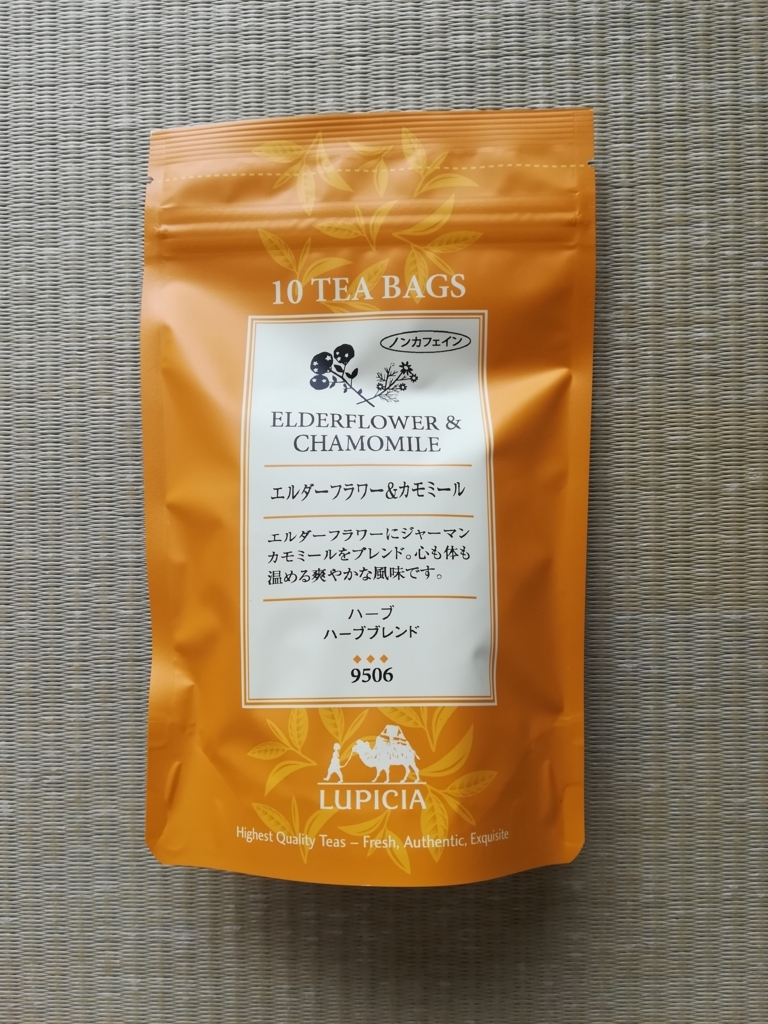 10 TEA BAGS
ノンカフェイン
ELDERFLOWER &
CHAMOMILE
エルダーフラワー&カモミール
エルダーフラワーにジャーマン
カモミールをブレンド。心も体も
温める爽やかな風味です。
ハーブ
ハーブブレンド
9506
LUPICIA
Highest Quality Teas – Fresh, Authentic, Exquisite